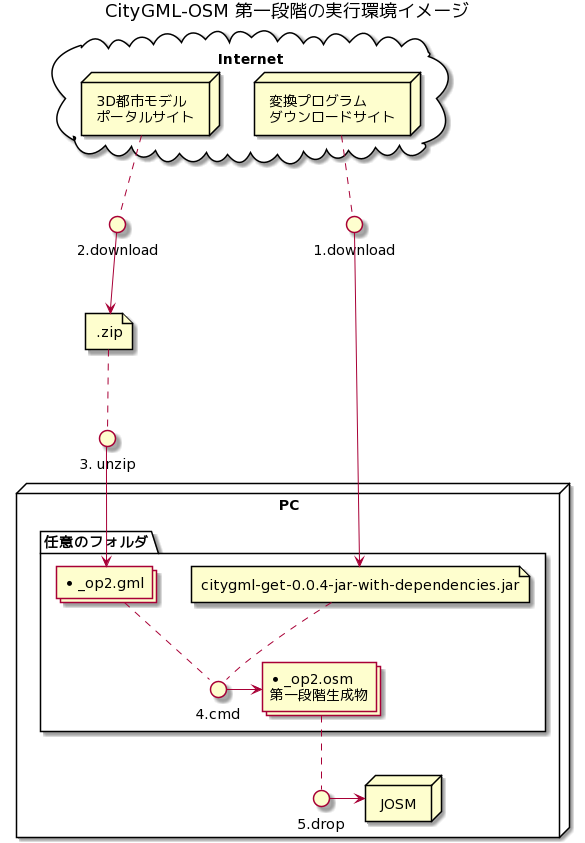 CityGML-OSM 第一段階の実行環境イメージ
Internet
3D都市モデル
ポータルサイト
変換プログラム
ダウンロードサイト
2.download
1.download
.zip
3. unzip
PC
任意のフォルダ
• _op2.gml
citygml-get-0.0.4-jar-with-dependencies.jar
• _op2.osm
第一段階生成物
4.cmd
JOSM
5.drop